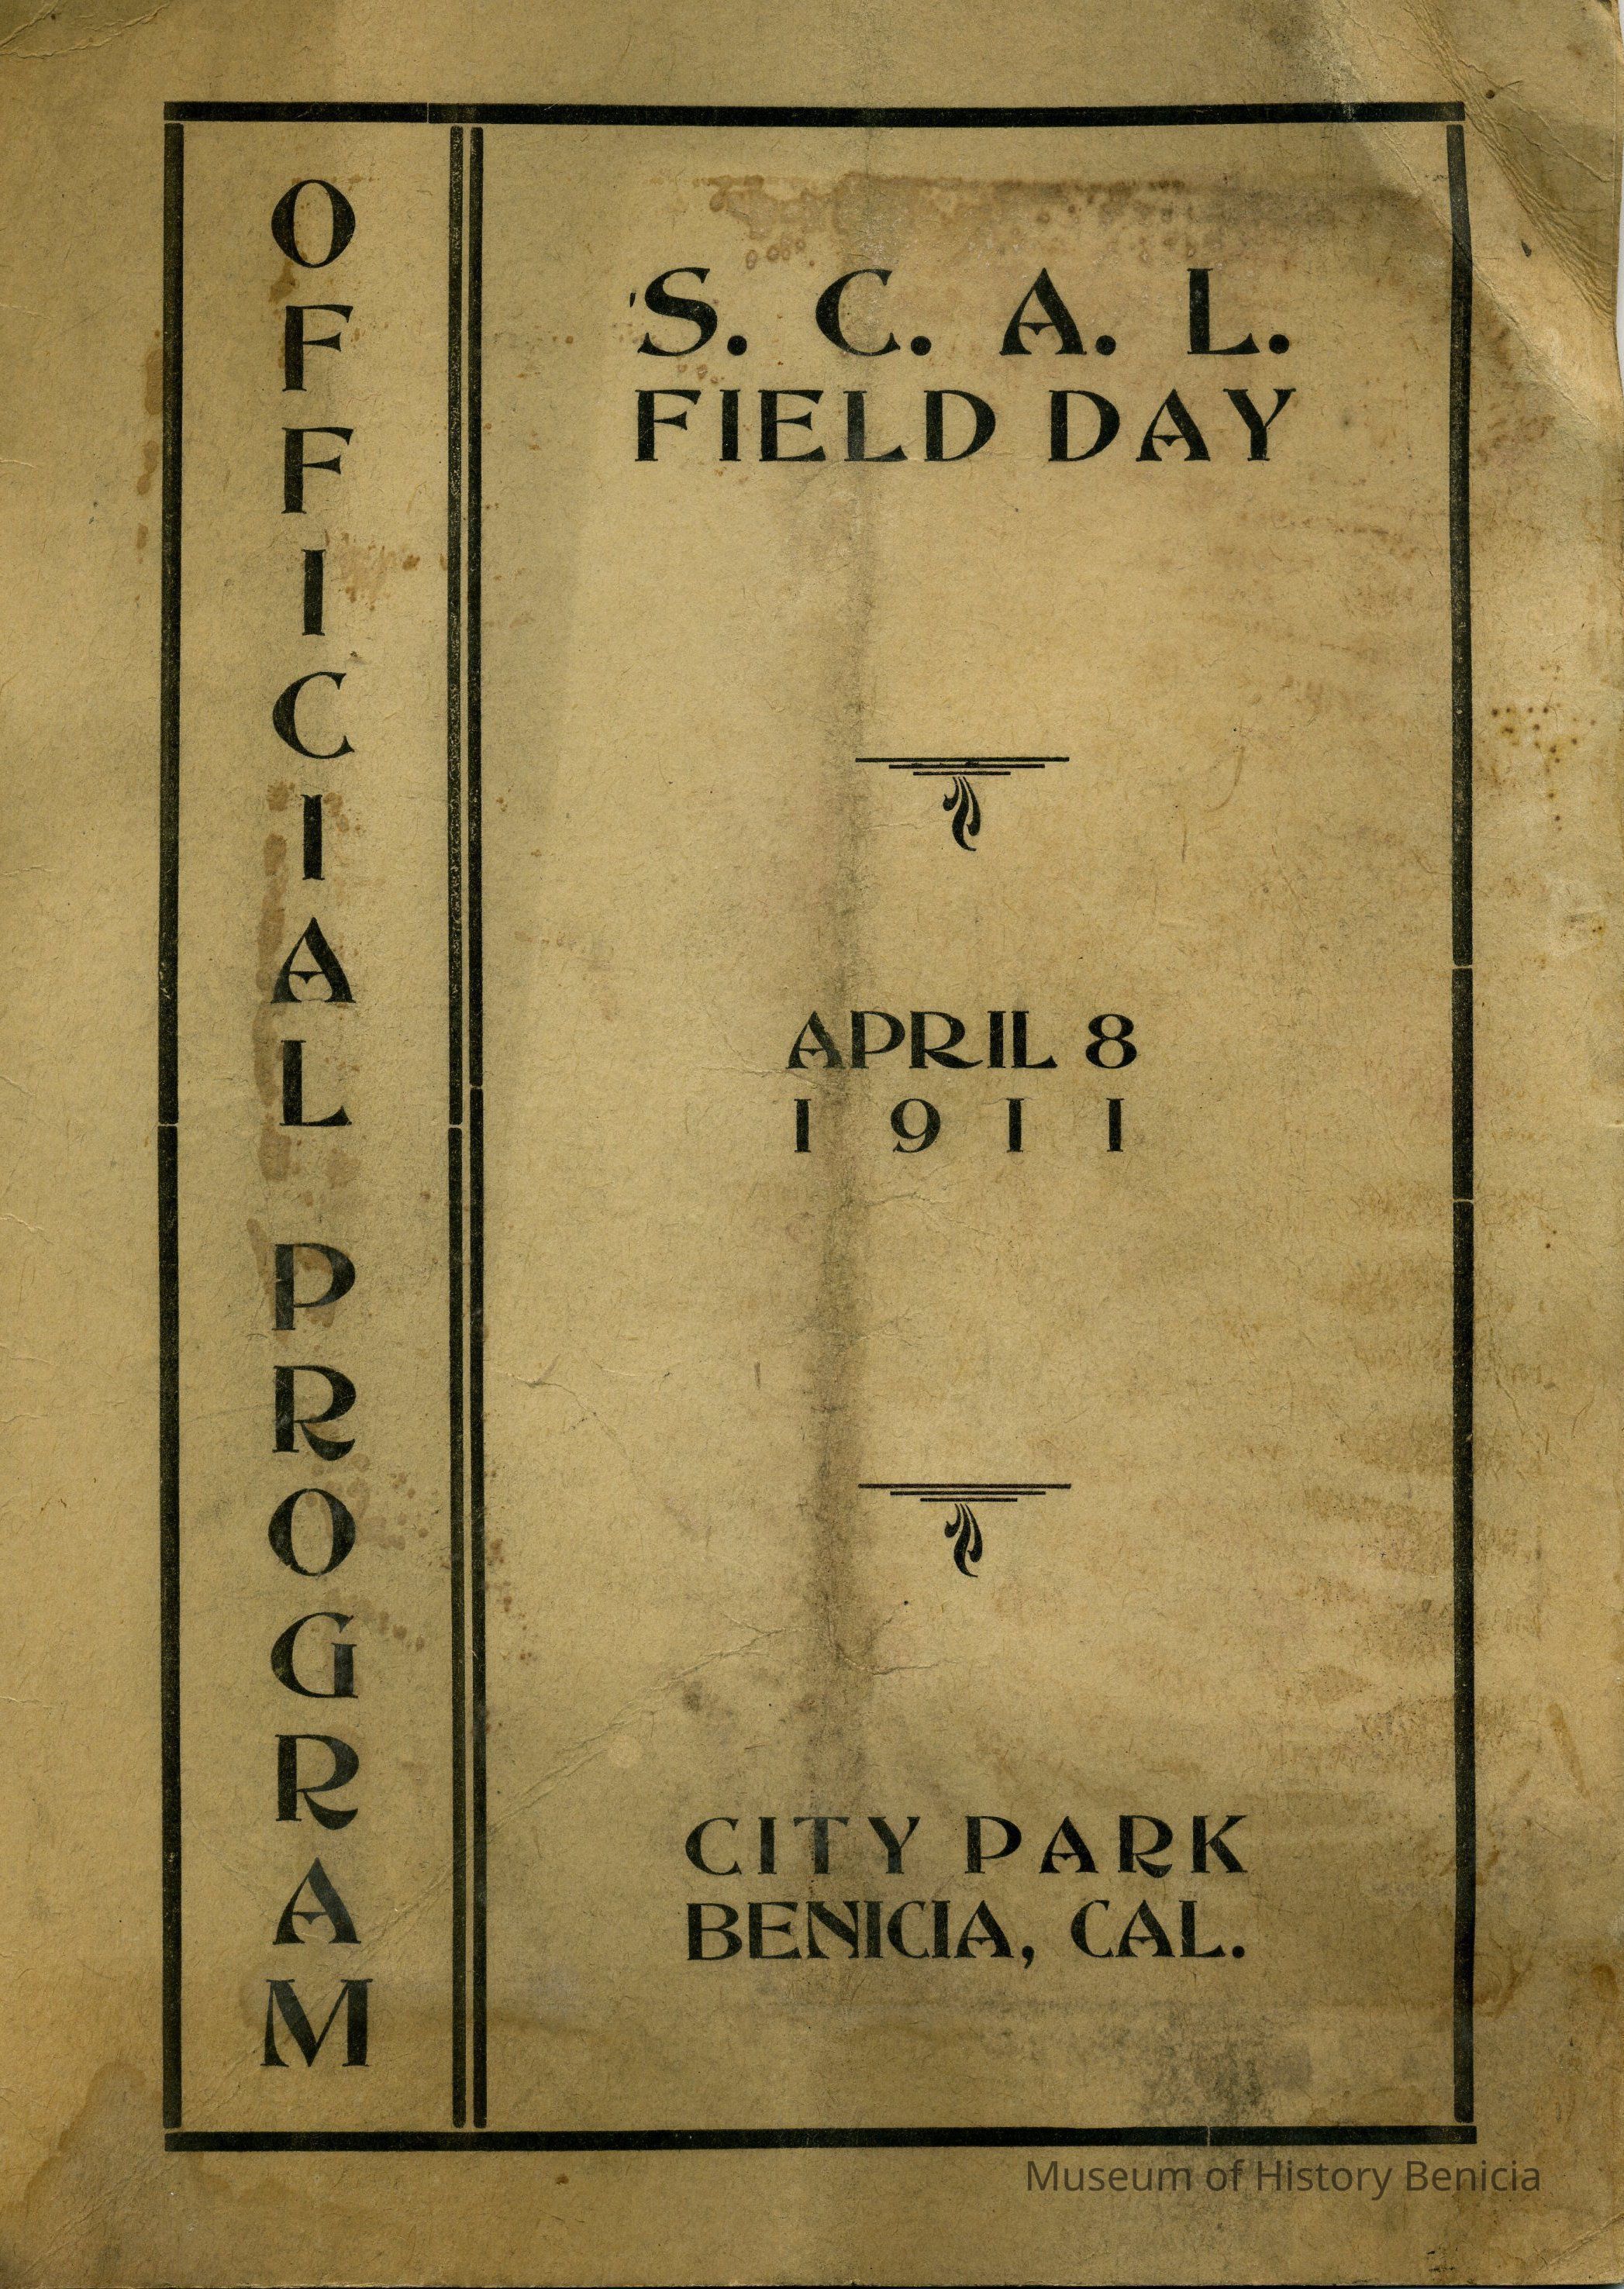 OFFICIAL PROGRAM
S. C. A. L.
FIELD DAY
APRIL 8
1911
CITY PARK
BENICIA, CAL.
Museum of History Benicia